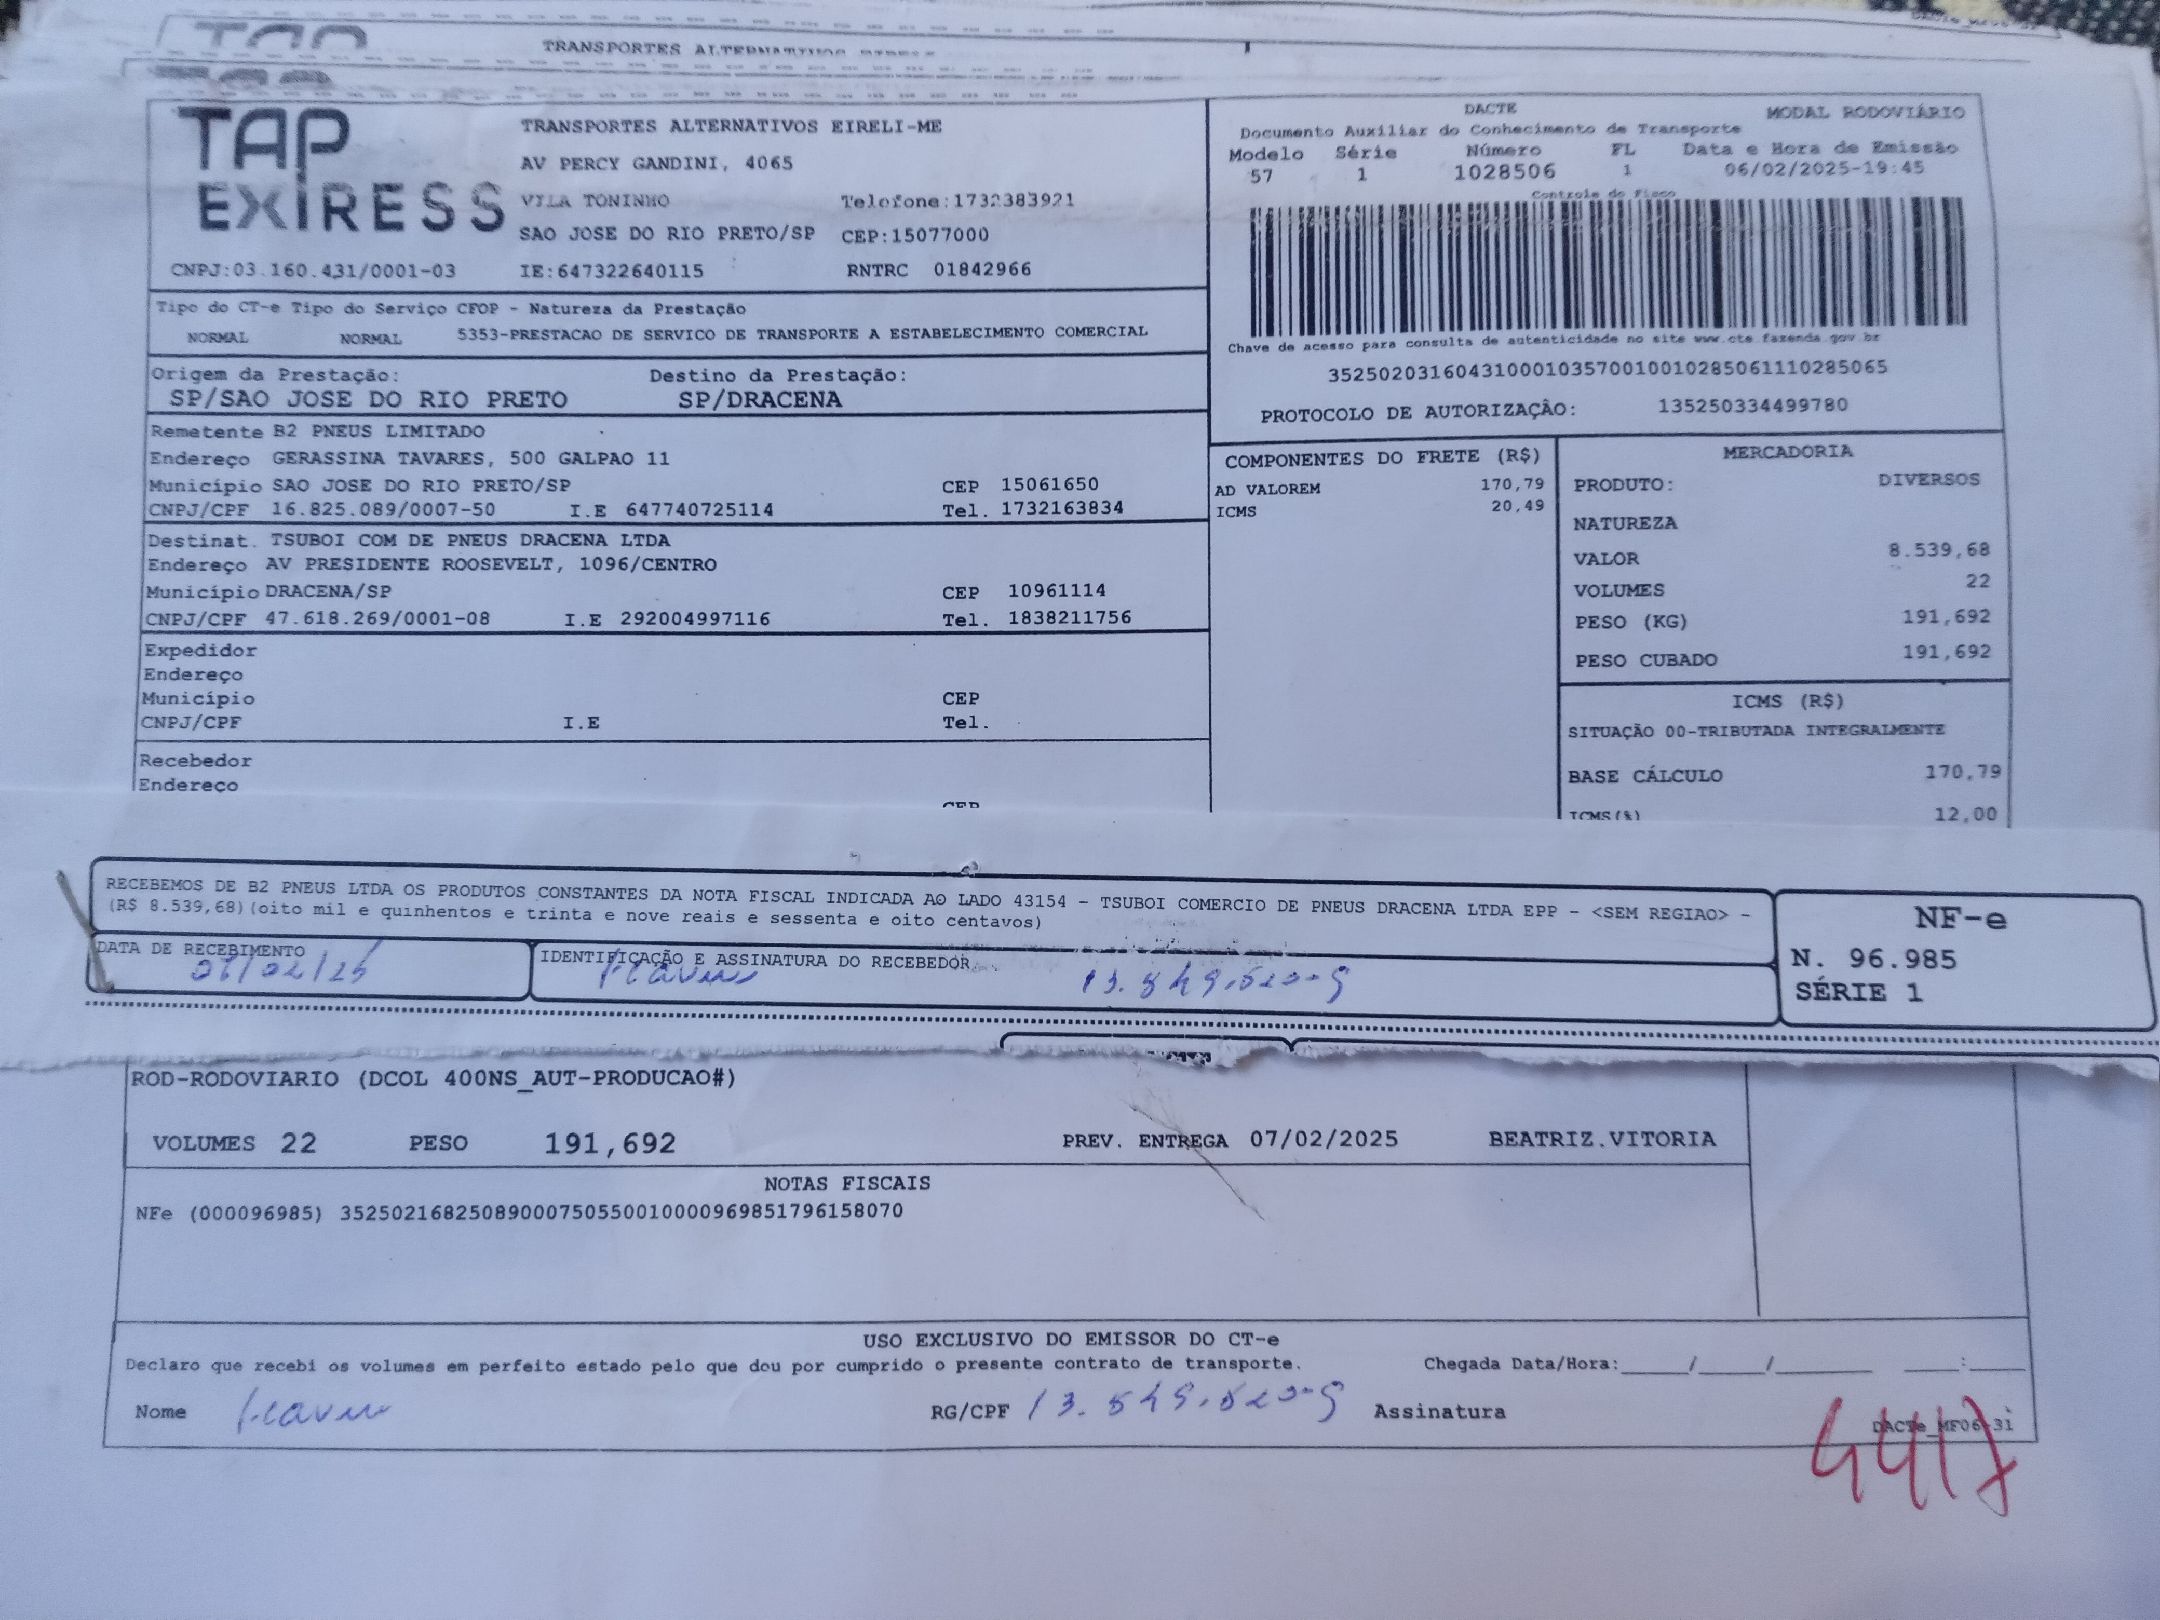 TRANSPORTES ALTERNATIVOS
TAP EXIRESS
TRANSPORTES ALTERNATIVOS EIRELI-ME
AV PERCY GANDINI, 4065
VILA TONINHO Telefone:1732383921
SAO JOSE DO RIO PRETO/SP CEP:15077000
CNPJ:03.160.431/0001-03 IE:647322640115 RNTRC 01842966
DACTE MODAL RODOVIÁRIO
Documento Auxiliar do Conhecimento de Transporte
Modelo Série Número FL Data e Hora de Emissão
57 1 1028506 1 06/02/2025-19:45
Controle do Fisco
Chave de acesso para consulta de autenticidade no site www.cte.fazenda.gov.br
35250203160431000103570010010285061110285065
PROTOCOLO DE AUTORIZAÇÃO: 135250334499780
Tipo do CT-e Tipo do Serviço CFOP - Natureza da Prestação
NORMAL NORMAL 5353-PRESTACAO DE SERVICO DE TRANSPORTE A ESTABELECIMENTO COMERCIAL
Origem da Prestação: Destino da Prestação:
SP/SAO JOSE DO RIO PRETO SP/DRACENA
Remetente B2 PNEUS LIMITADO
Endereço GERASSINA TAVARES, 500 GALPAO 11
Município SAO JOSE DO RIO PRETO/SP CEP 15061650
CNPJ/CPF 16.825.089/0007-50 I.E 647740725114 Tel. 1732163834
Destinat. TSUBOI COM DE PNEUS DRACENA LTDA
Endereço AV PRESIDENTE ROOSEVELT, 1096/CENTRO
Município DRACENA/SP CEP 10961114
CNPJ/CPF 47.618.269/0001-08 I.E 292004997116 Tel. 1838211756
Expedidor
Endereço
Município CEP
CNPJ/CPF I.E Tel.
Recebedor
Endereço
CEP
COMPONENTES DO FRETE (R$)
AD VALOREM 170,79
ICMS 20,49
MERCADORIA
PRODUTO: DIVERSOS
NATUREZA
VALOR 8.539,68
VOLUMES 22
PESO (KG) 191,692
PESO CUBADO 191,692
ICMS (R$)
SITUAÇÃO 00-TRIBUTADA INTEGRALMENTE
BASE CÁLCULO 170,79
ICMS(%) 12,00
RECEBEMOS DE B2 PNEUS LTDA OS PRODUTOS CONSTANTES DA NOTA FISCAL INDICADA AO LADO 43154 - TSUBOI COMERCIO DE PNEUS DRACENA LTDA EPP - <SEM REGIAO> -
(R$ 8.539,68)(oito mil e quinhentos e trinta e nove reais e sessenta e oito centavos)
DATA DE RECEBIMENTO
IDENTIFICAÇÃO E ASSINATURA DO RECEBEDOR
NF-e
N. 96.985
SÉRIE 1
ROD-RODOVIARIO (DCOL 400NS_AUT-PRODUCAO#)
VOLUMES 22 PESO 191,692 PREV. ENTREGA 07/02/2025 BEATRIZ.VITORIA
NOTAS FISCAIS
NFe (000096985) 35250216825089000750550010000969851796158070
USO EXCLUSIVO DO EMISSOR DO CT-e
Declaro que recebi os volumes em perfeito estado pelo que dou por cumprido o presente contrato de transporte. Chegada Data/Hora:____/____/______ ___:___
Nome RG/CPF Assinatura
4417